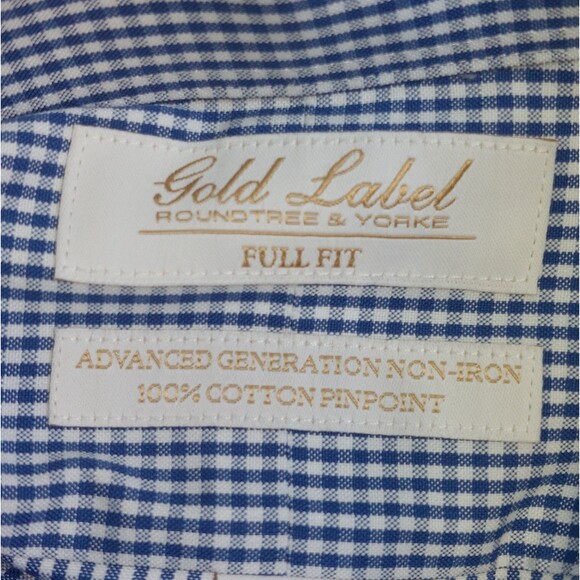 Gold Label
ROUNDTREE & YORKE
FULL FIT
ADVANCED GENERATION NON-IRON
100% COTTON PINPOINT